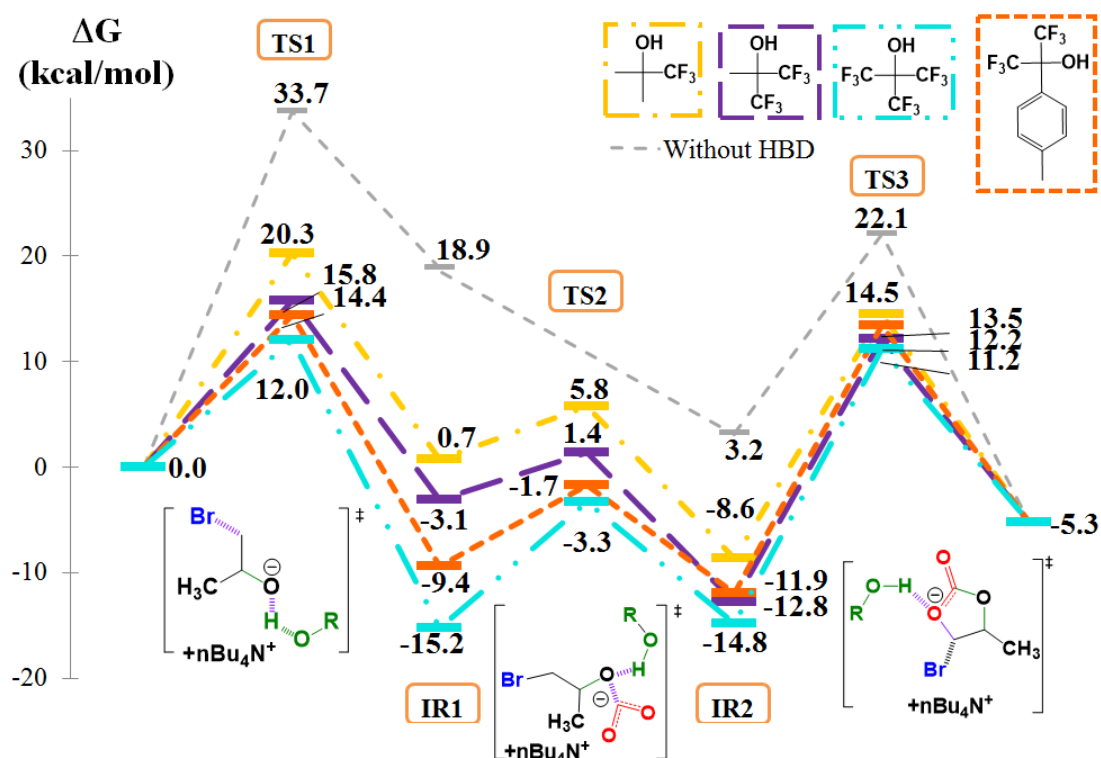 ΔG
(kcal/mol)
TS1
OH
CF₃
OH
CF₃
CF₃
OH
F₃C
CF₃
CF₃
CF₃
F₃C
OH
Without HBD
30
20
10
0
-10
-20
33.7
20.3
15.8
14.4
12.0
0.0
18.9
0.7
-3.1
-9.4
-15.2
IR1
TS2
5.8
1.4
-1.7
-3.3
3.2
-8.6
-11.9
-12.8
-14.8
IR2
TS3
22.1
14.5
13.5
12.2
11.2
-5.3
Br
‡
⊖
H₃C
O
H
O
R
+nBu₄N⁺
‡
R
O
H
Br
O
⊖
H₃C
O
O
+nBu₄N⁺
‡
O
R
O
H
⊖
O
O
CH₃
Br
+nBu₄N⁺